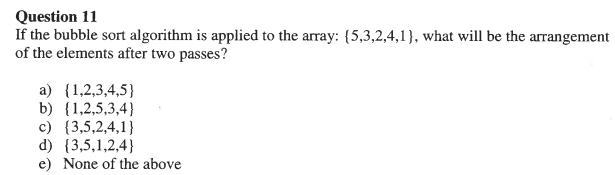 Question 11
If the bubble sort algorithm is applied to the array: {5,3,2,4,1}, what will be the arrangement
of the elements after two passes?
a) {1,2,3,4,5}
b) {1,2,5,3,4}
c) {3,5,2,4,1}
d) {3,5,1,2,4}
e) None of the above